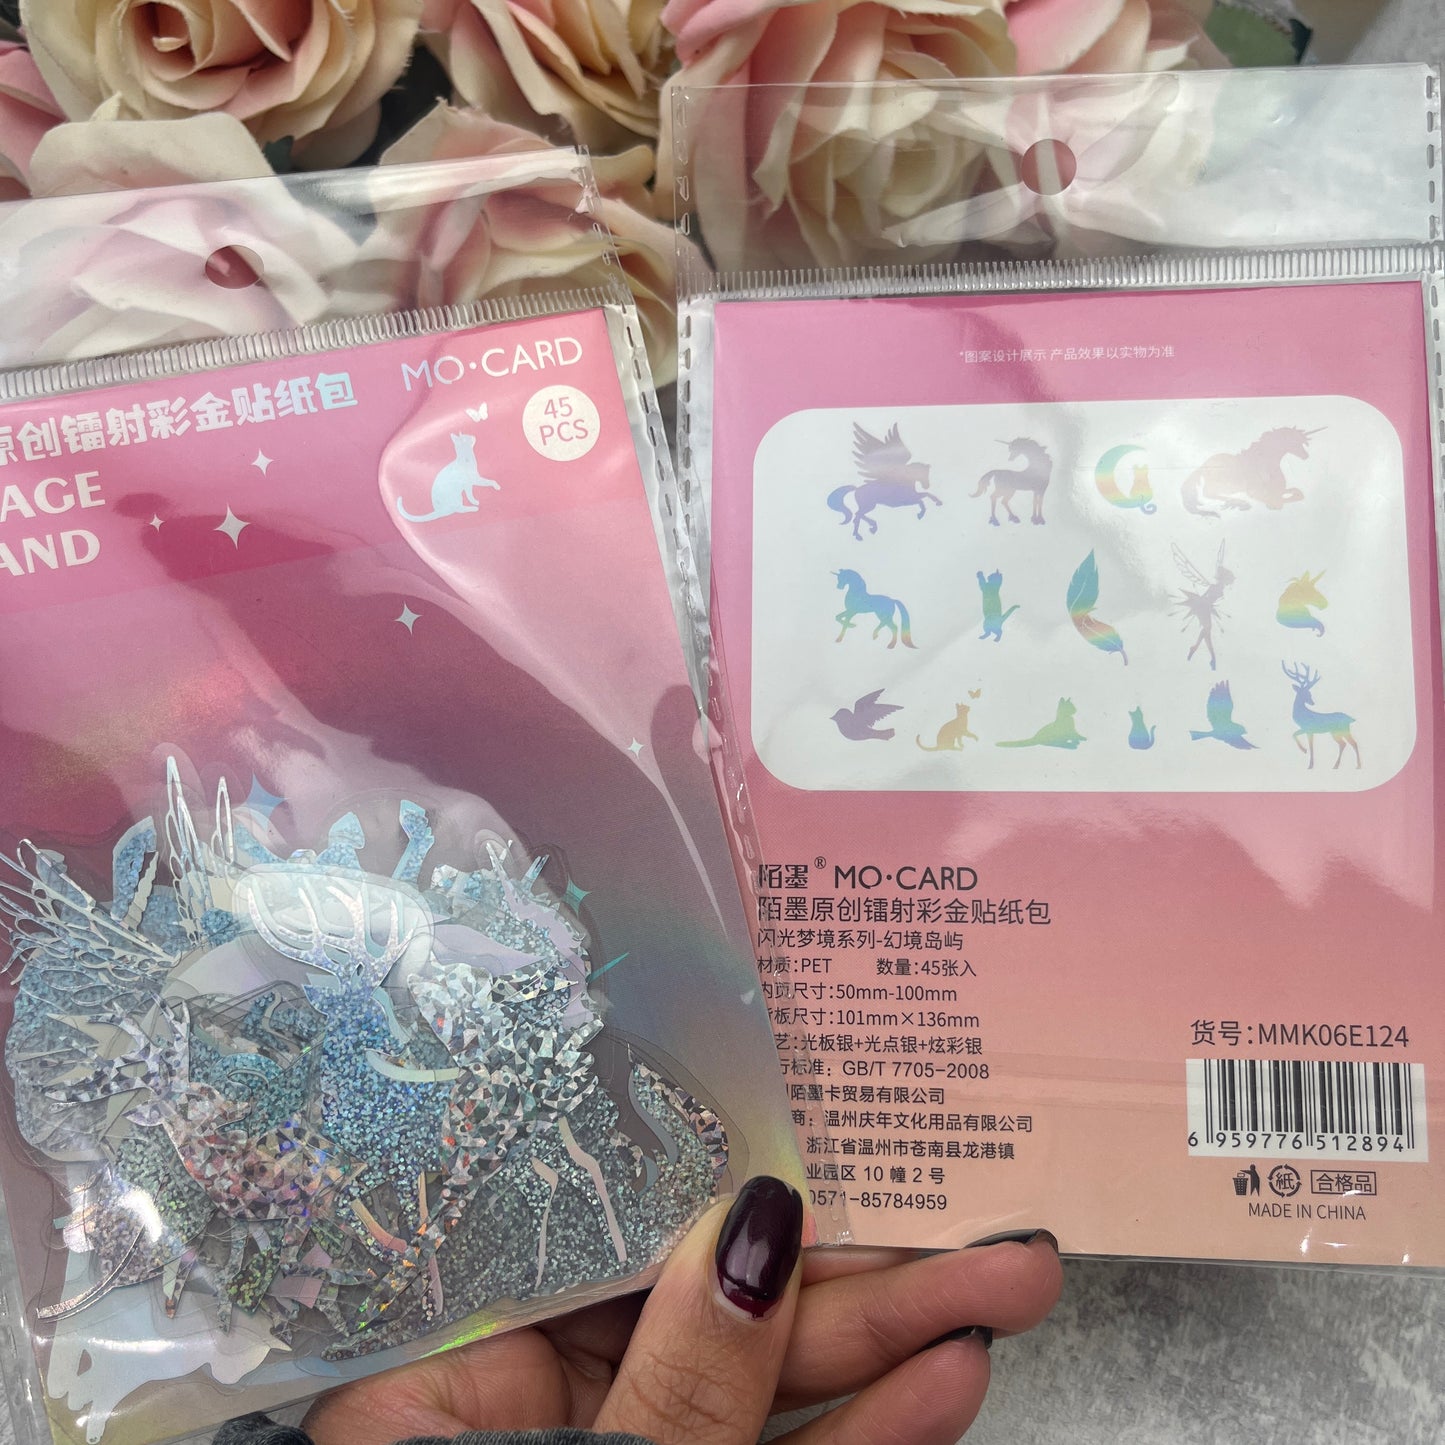 MO·CARD
原创镭射彩金贴纸包
45
PCS
AGE
AND
*图案设计展示 产品效果以实物为准
陌墨® MO·CARD
陌墨原创镭射彩金贴纸包
闪光梦境系列-幻境岛屿
材质:PET 数量:45张入
内页尺寸:50mm-100mm
背板尺寸:101mm×136mm
艺:光板银+光点银+炫彩银
行标准: GB/T 7705-2008
陌墨卡贸易有限公司
商: 温州庆年文化用品有限公司
浙江省温州市苍南县龙港镇
业园区 10 幢 2 号
0571-85784959
货号:MMK06E124
6 959776 512894
紙 合格品
MADE IN CHINA